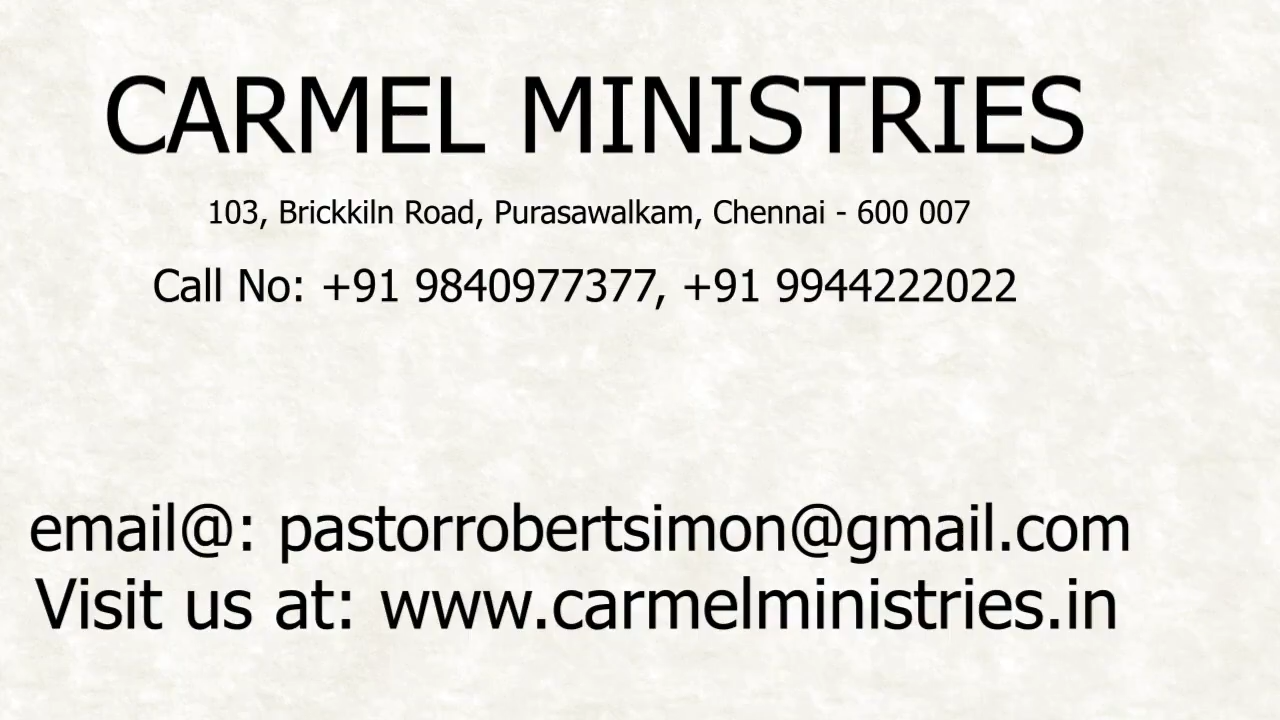 CARMEL MINISTRIES
103, Brickkiln Road, Purasawalkam, Chennai - 600 007
Call No: +91 9840977377, +91 9944222022
email@: pastorrobertsimon@gmail.com
Visit us at: www.carmelministries.in